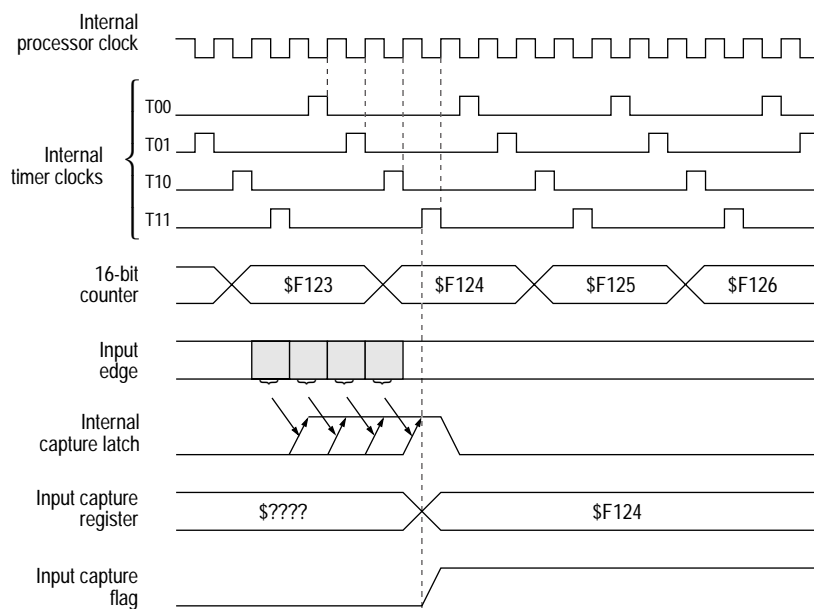 Internal
processor clock
Internal
timer clocks
T00
T01
T10
T11
16-bit
counter
$F123
$F124
$F125
$F126
Input
edge
Internal
capture latch
Input capture
register
$????
$F124
Input capture
flag